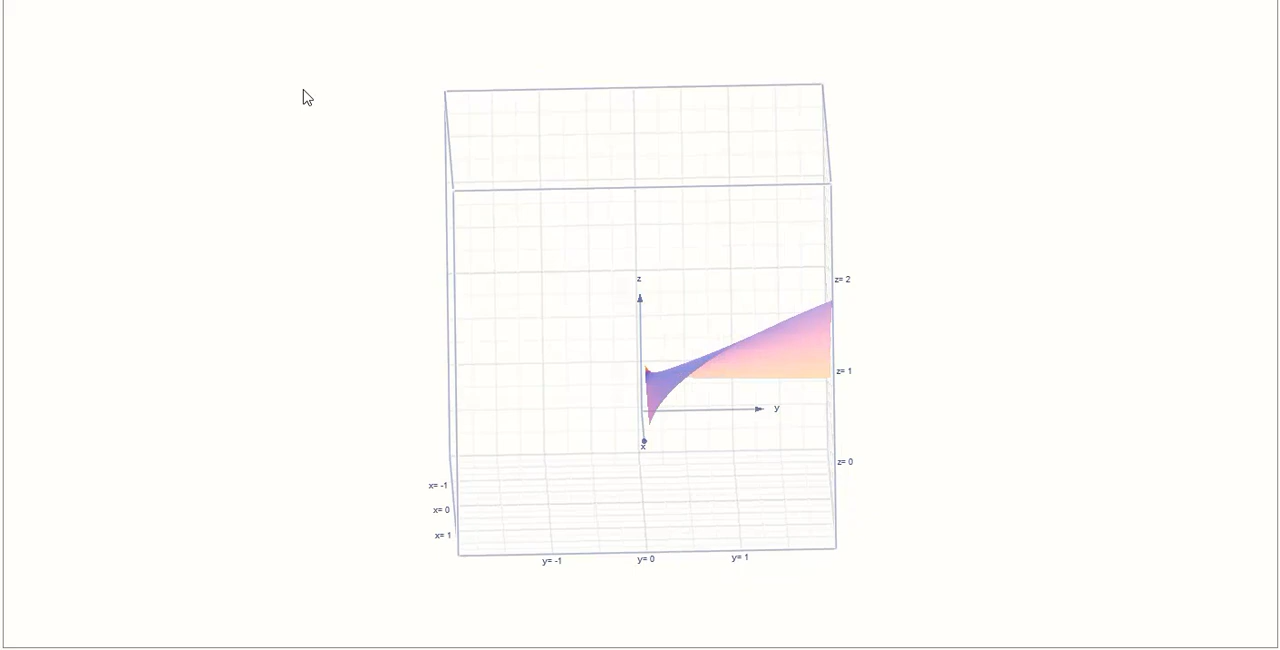 z
z= 2
z= 1
y
x
z= 0
x= -1
x= 0
x= 1
y= -1
y= 0
y= 1